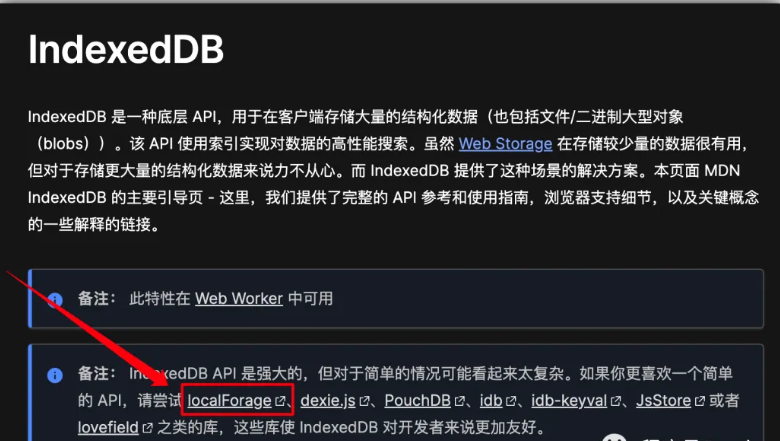 IndexedDB
IndexedDB 是一种底层 API，用于在客户端存储大量的结构化数据（也包括文件/二进制大型对象
（blobs））。该 API 使用索引实现对数据的高性能搜索。虽然 Web Storage 在存储较少量的数据很有用，
但对于存储更大量的结构化数据来说力不从心。而 IndexedDB 提供了这种场景的解决方案。本页面 MDN
IndexedDB 的主要引导页 - 这里，我们提供了完整的 API 参考和使用指南，浏览器支持细节，以及关键概念
的一些解释的链接。
备注： 此特性在 Web Worker 中可用
备注： IndexedDB API 是强大的，但对于简单的情况可能看起来太复杂。如果你更喜欢一个简单
的 API，请尝试 localForage、dexie.js、PouchDB、idb、idb-keyval、JsStore 或者
lovefield 之类的库，这些库使 IndexedDB 对开发者来说更加友好。